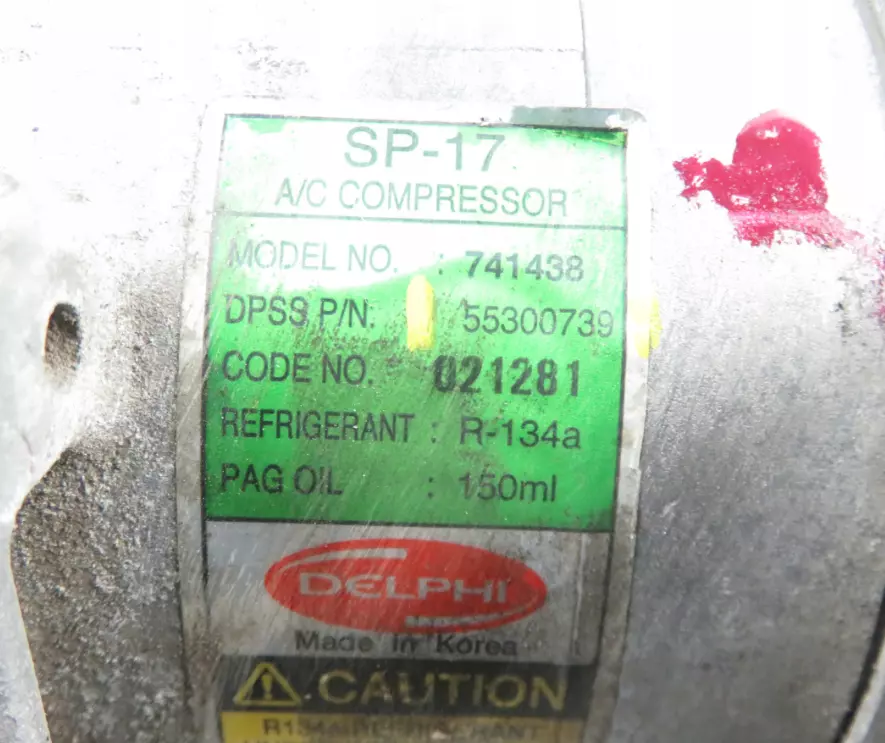 SP-17
A/C COMPRESSOR
MODEL NO. : 741438
DPSS P/N. 55300739
CODE NO. 021281
REFRIGERANT : R-134a
PAG OIL : 150ml
DELPHI
Made in Korea
CAUTION